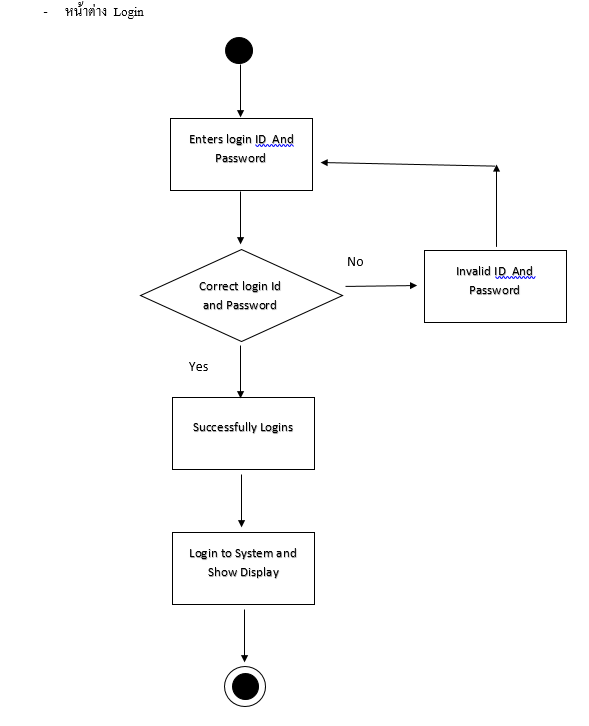 - หน้าต่าง Login
Enters login ID And
Password
No
Correct login Id
and Password
Invalid ID And
Password
Yes
Successfully Logins
Login to System and
Show Display